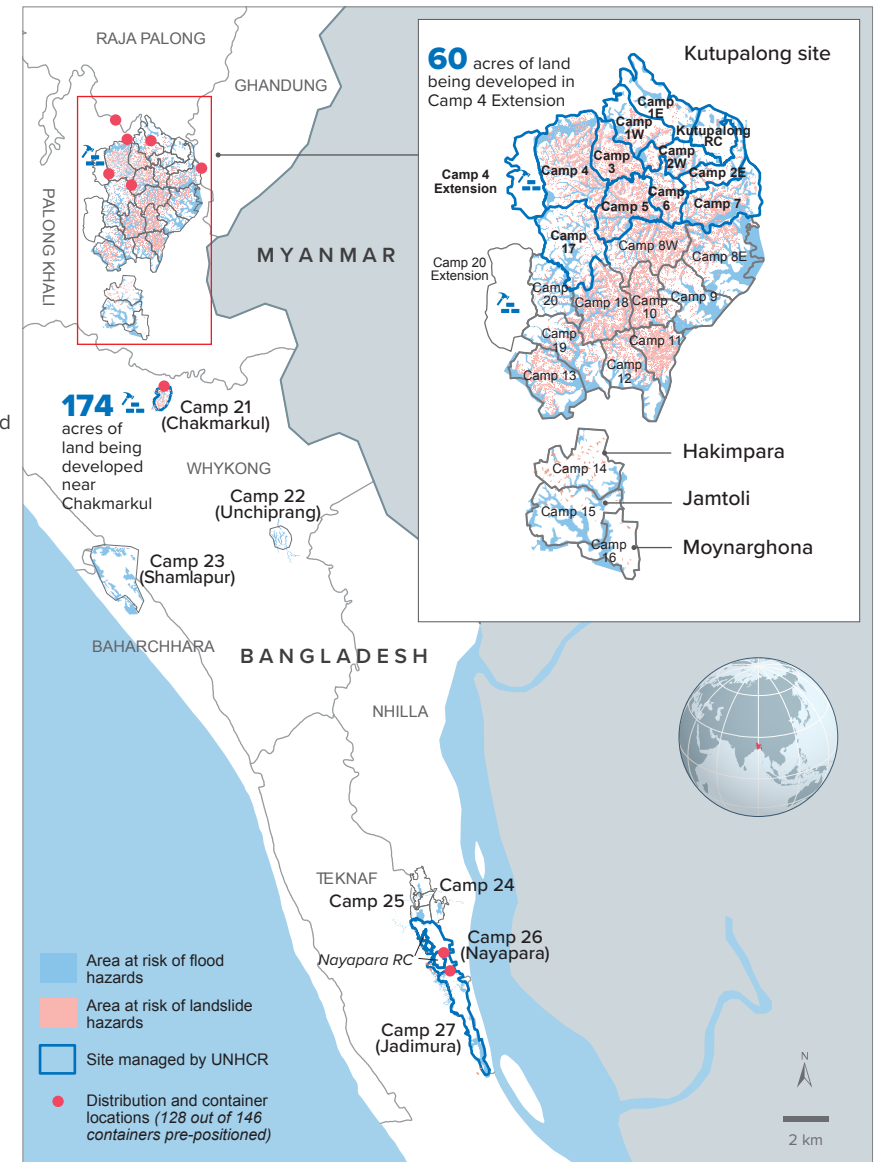 RAJA PALONG
GHANDUNG
PALONG KHALI
MYANMAR
60 acres of land
being developed in
Camp 4 Extension
Kutupalong site
Camp
1E
Camp
1W
Kutupalong
RC
Camp
2W
Camp 2E
Camp
3
Camp 4
Camp 4
Extension
Camp 5
Camp
6
Camp 7
Camp
17
Camp 8W
Camp 8E
Camp 20
Extension
Camp
20
Camp 18
Camp
10
Camp 9
Camp
19
Camp 11
Camp
12
Camp 13
Camp 14
Hakimpara
Camp 15
Jamtoli
Camp
16
Moynarghona
d
174
acres of
land being
developed
near
Chakmarkul
Camp 21
(Chakmarkul)
WHYKONG
Camp 22
(Unchiprang)
Camp 23
(Shamlapur)
BAHARCHHARA
BANGLADESH
NHILLA
TEKNAF
Camp 24
Camp 25
Camp 26
(Nayapara)
Nayapara RC
Camp 27
(Jadimura)
Area at risk of flood
hazards
Area at risk of landslide
hazards
Site managed by UNHCR
Distribution and container
locations (128 out of 146
containers pre-positioned)
N
2 km